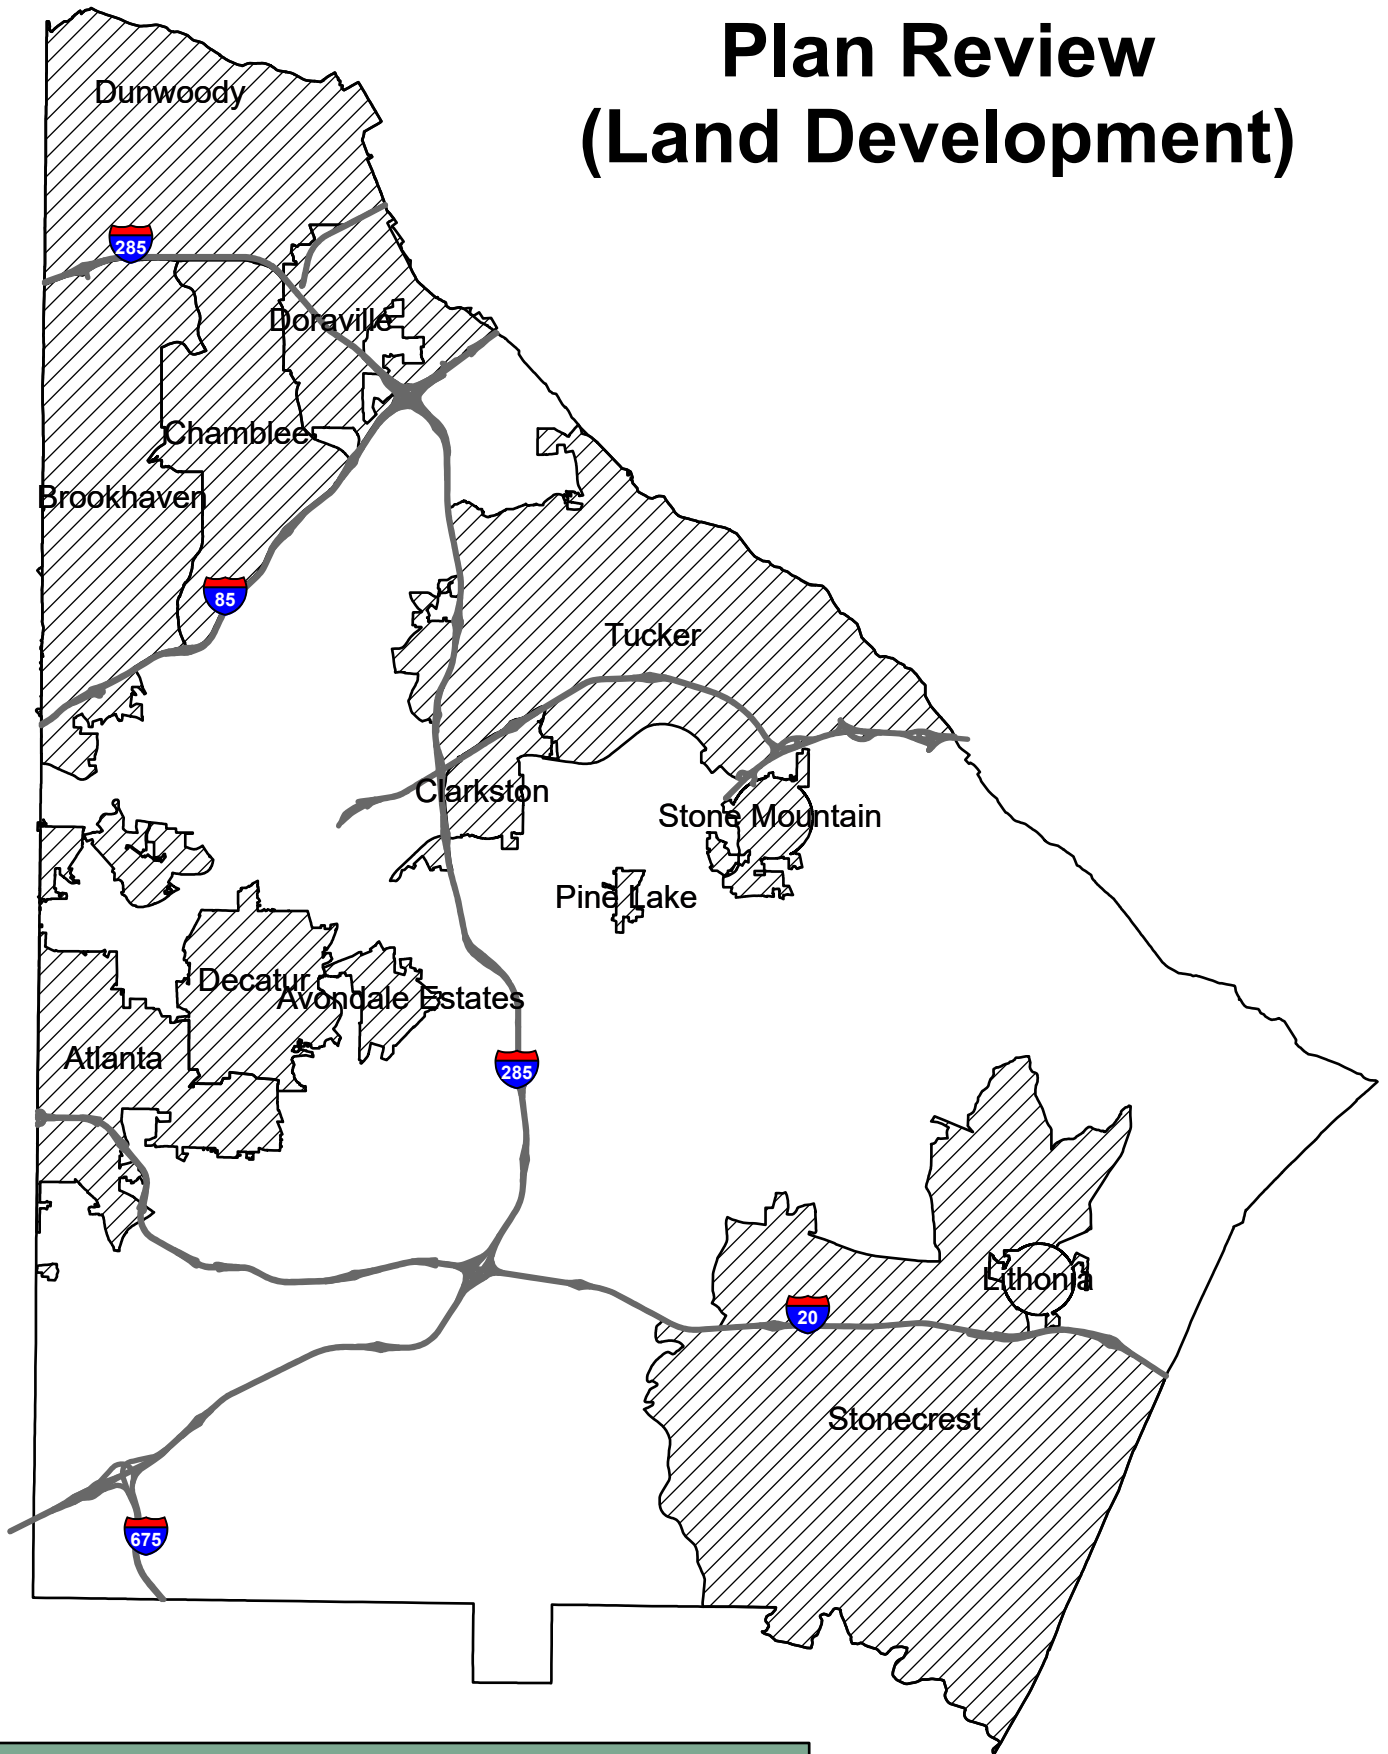 Plan Review
(Land Development)
Dunwoody
285
Doraville
Chamblee
Brookhaven
85
Tucker
Clarkston
Stone Mountain
Pine Lake
Decatur
Avondale Estates
Atlanta
285
Lithonia
20
Stonecrest
675